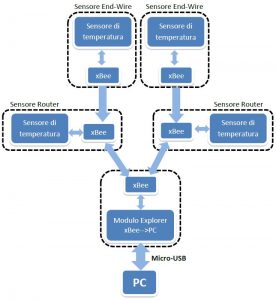 Sensore End-Wire
Sensore End-Wire
Sensore di
temperatura
Sensore di
temperatura
xBee
xBee
Sensore Router
Sensore Router
Sensore di
temperatura
xBee
xBee
Sensore di
temperatura
xBee
Modulo Explorer
xBee-->PC
Micro-USB
PC